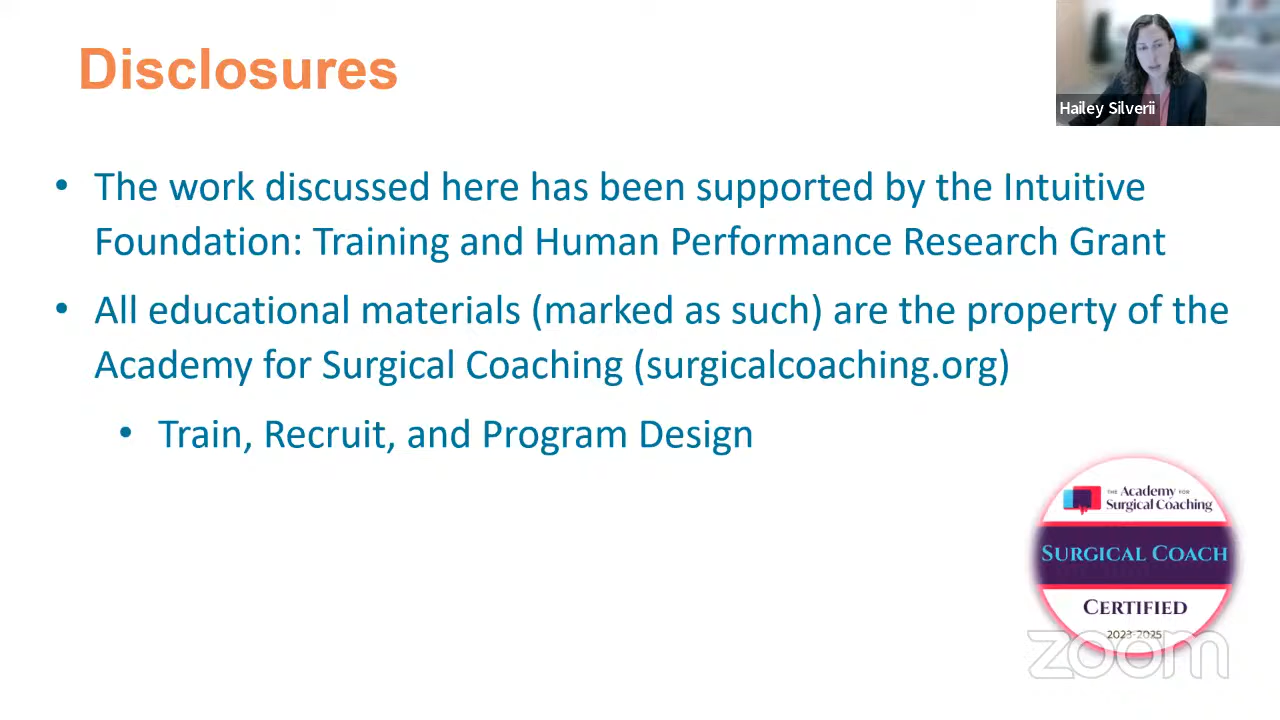 Disclosures
Hailey Silverii
• The work discussed here has been supported by the Intuitive
Foundation: Training and Human Performance Research Grant
• All educational materials (marked as such) are the property of the
Academy for Surgical Coaching (surgicalcoaching.org)
• Train, Recruit, and Program Design
THE Academy FOR
Surgical Coaching
SURGICAL COACH
CERTIFIED
2023-2025
zoom